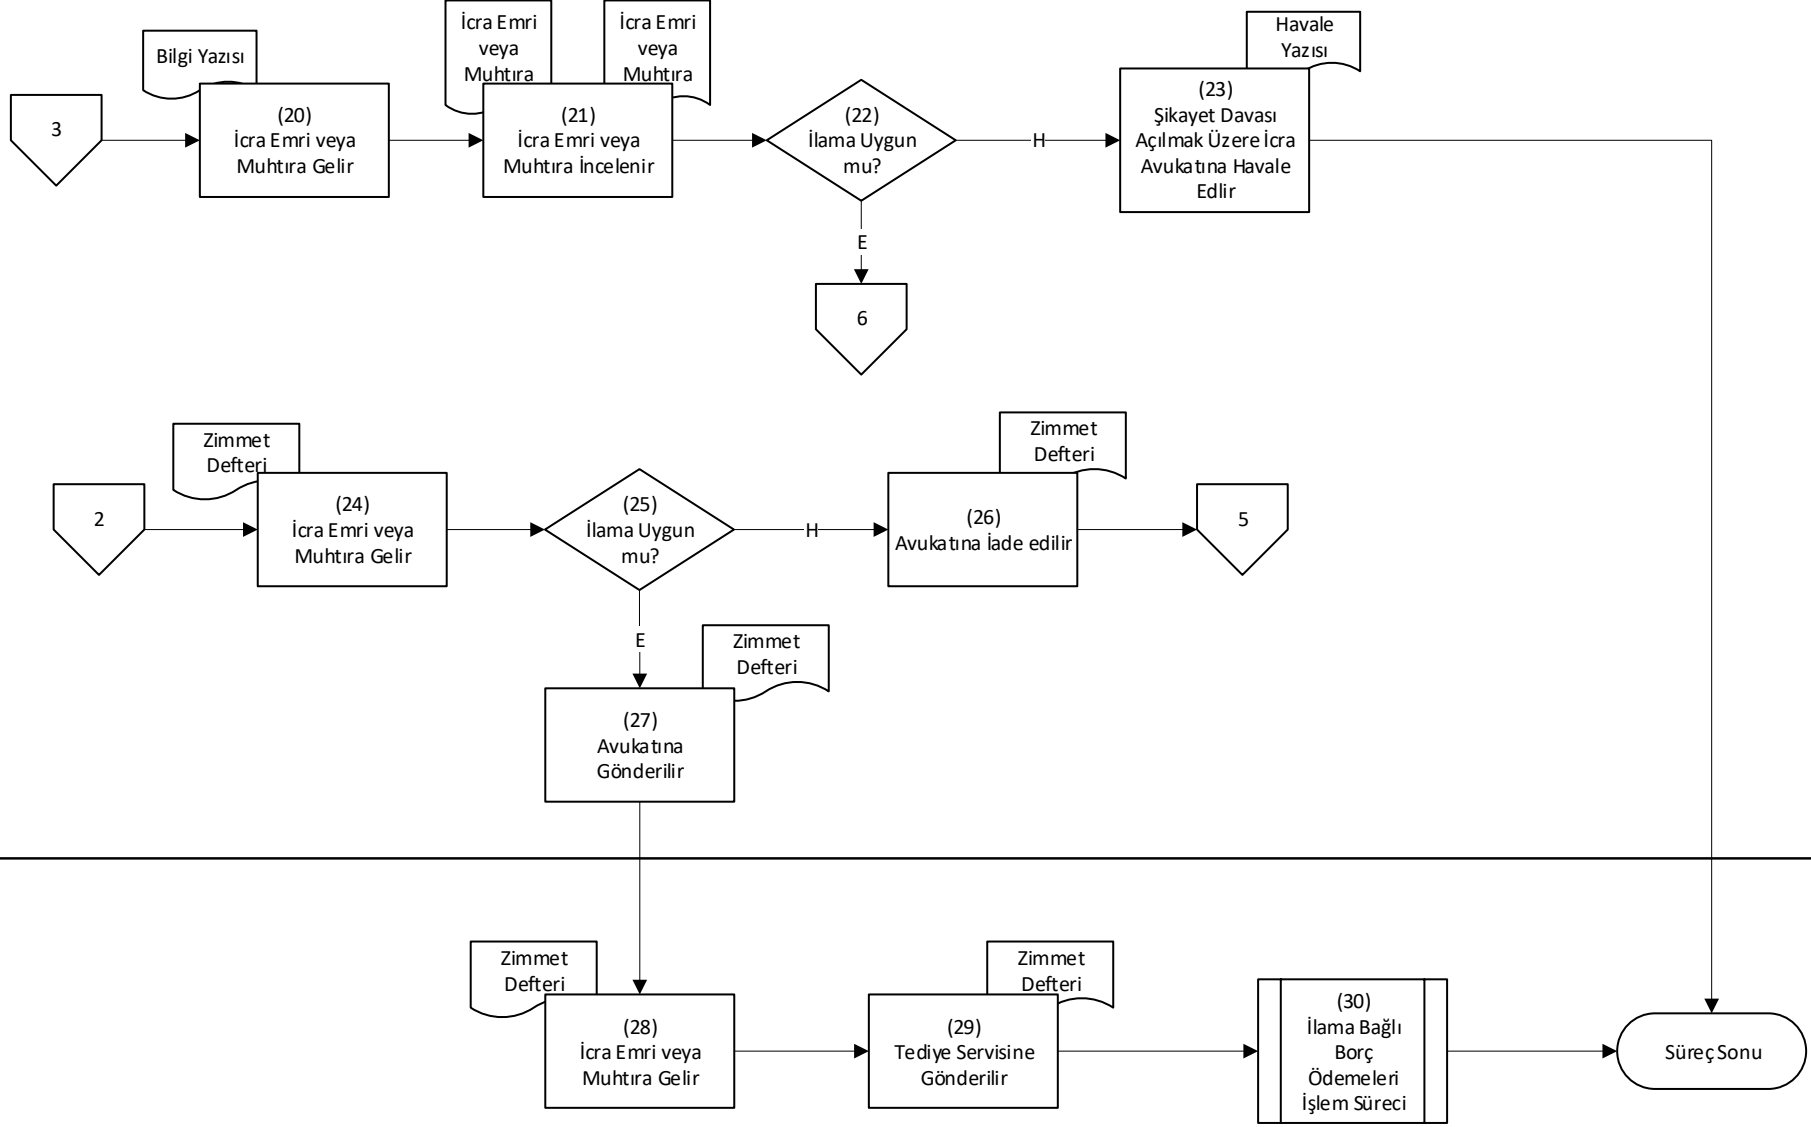 3
Bilgi Yazısı
(20)
İcra Emri veya
Muhtıra Gelir
İcra Emri
veya
Muhtıra
İcra Emri
veya
Muhtıra
(21)
İcra Emri veya
Muhtıra İncelenir
(22)
İlama Uygun
mu?
H
E
6
Havale
Yazısı
(23)
Şikayet Davası
Açılmak Üzere İcra
Avukatına Havale
Edlir
2
Zimmet
Defteri
(24)
İcra Emri veya
Muhtıra Gelir
(25)
İlama Uygun
mu?
H
Zimmet
Defteri
(26)
Avukatına İade edilir
5
E
Zimmet
Defteri
(27)
Avukatına
Gönderilir
Zimmet
Defteri
(28)
İcra Emri veya
Muhtıra Gelir
Zimmet
Defteri
(29)
Tediye Servisine
Gönderilir
(30)
İlama Bağlı
Borç
Ödemeleri
İşlem Süreci
Süreç Sonu